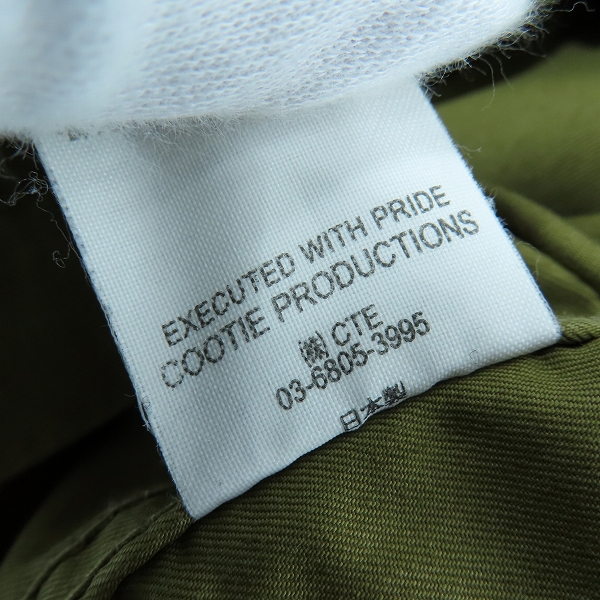 EXECUTED WITH PRIDE
COOTIE PRODUCTIONS
㈱ CTE
03-6805-3995
日本製